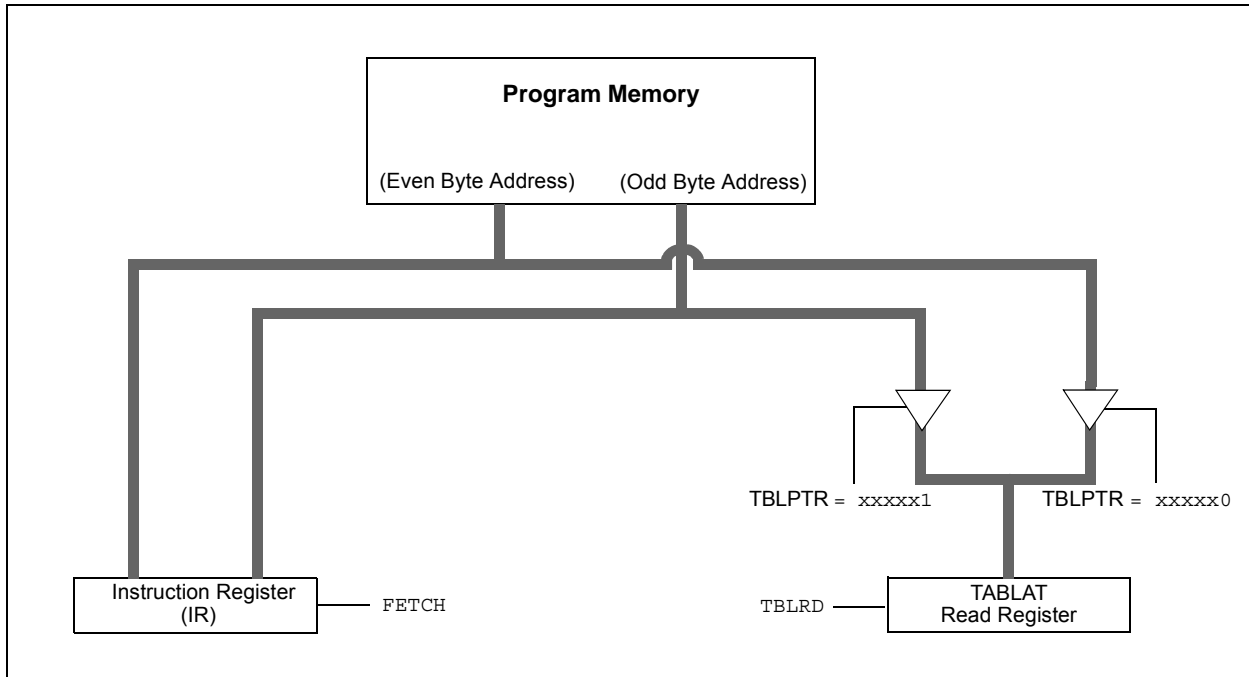 Program Memory
(Even Byte Address) (Odd Byte Address)
TBLPTR = xxxxx1 TBLPTR = xxxxx0
Instruction Register
(IR)
FETCH
TBLRD
TABLAT
Read Register